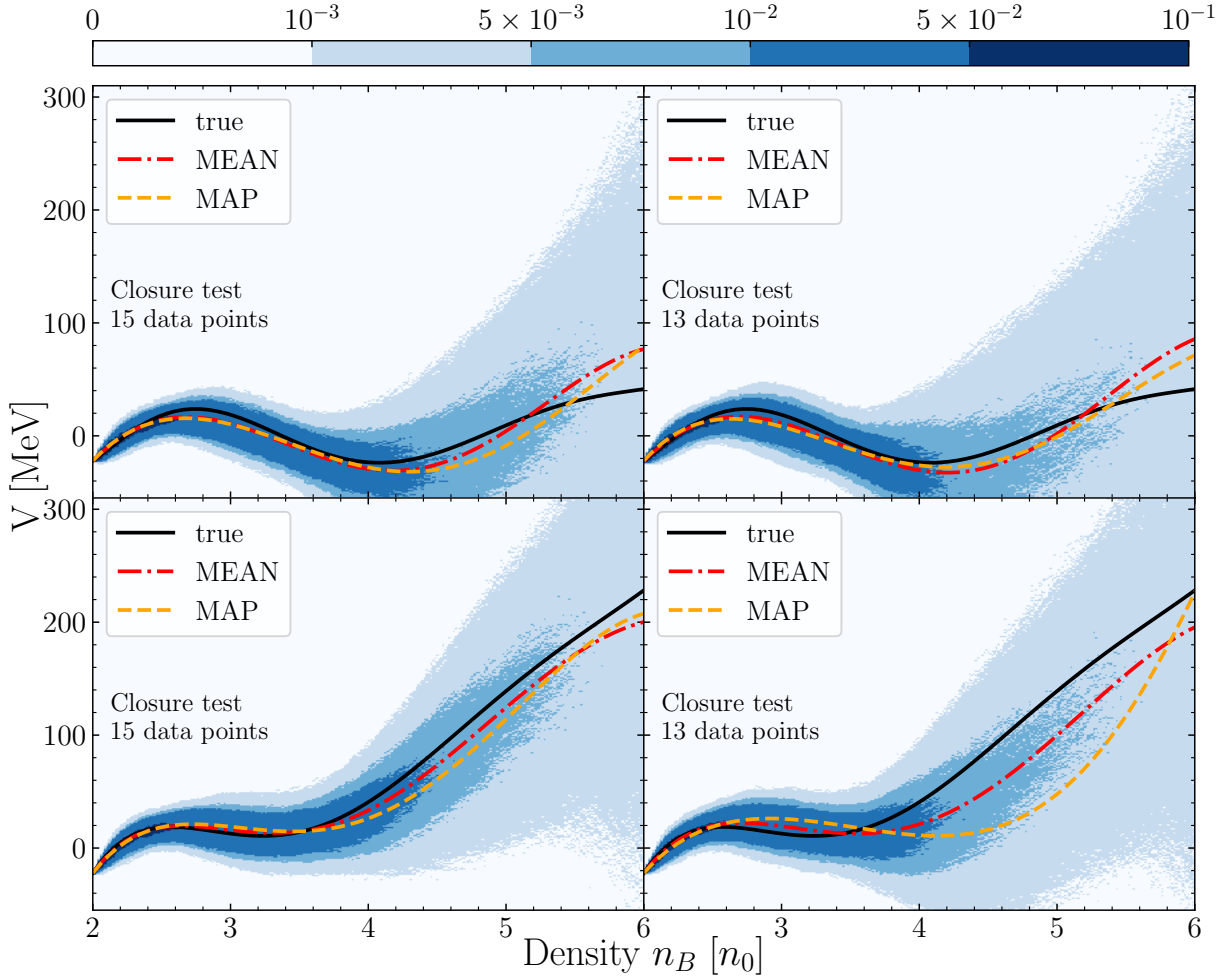 0 10⁻³ 5 × 10⁻³ 10⁻² 5 × 10⁻² 10⁻¹
300
200
100
0
true
MEAN
MAP
Closure test
15 data points
true
MEAN
MAP
Closure test
13 data points
V [MeV]
300
200
100
0
true
MEAN
MAP
Closure test
15 data points
true
MEAN
MAP
Closure test
13 data points
2 3 4 5 6 3 4 5 6
Density n_B [n_0]